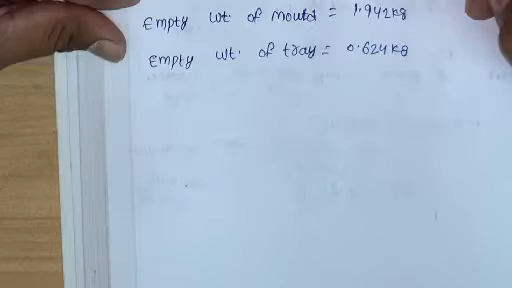 Empty wt. of mould = 1.942kg
Empty wt. of tray = 0.624kg